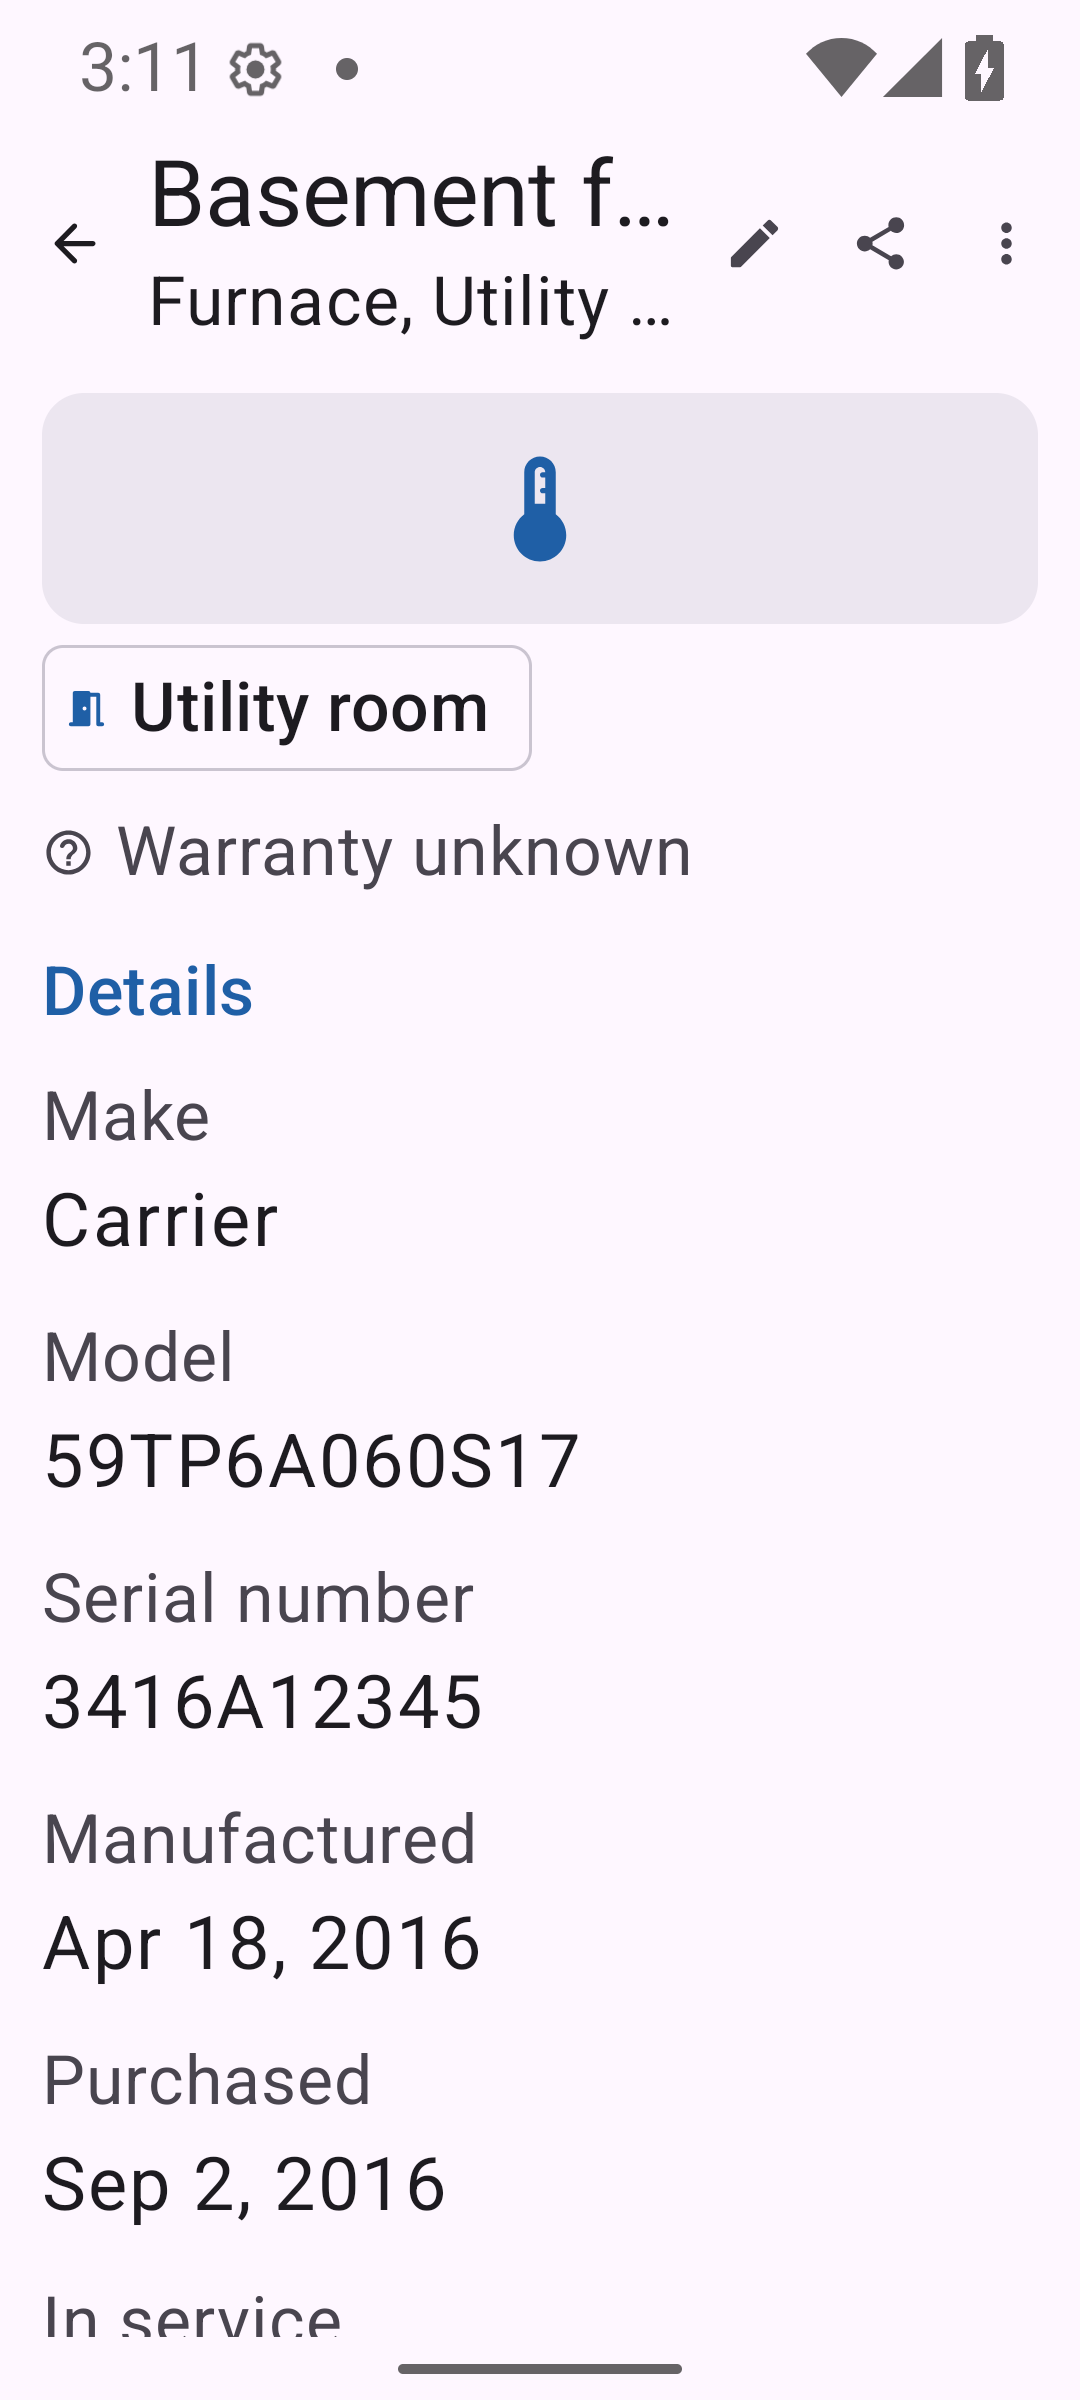 3:11
Basement f…
Furnace, Utility …
Utility room
Warranty unknown
Details
Make
Carrier
Model
59TP6A060S17
Serial number
3416A12345
Manufactured
Apr 18, 2016
Purchased
Sep 2, 2016
In service